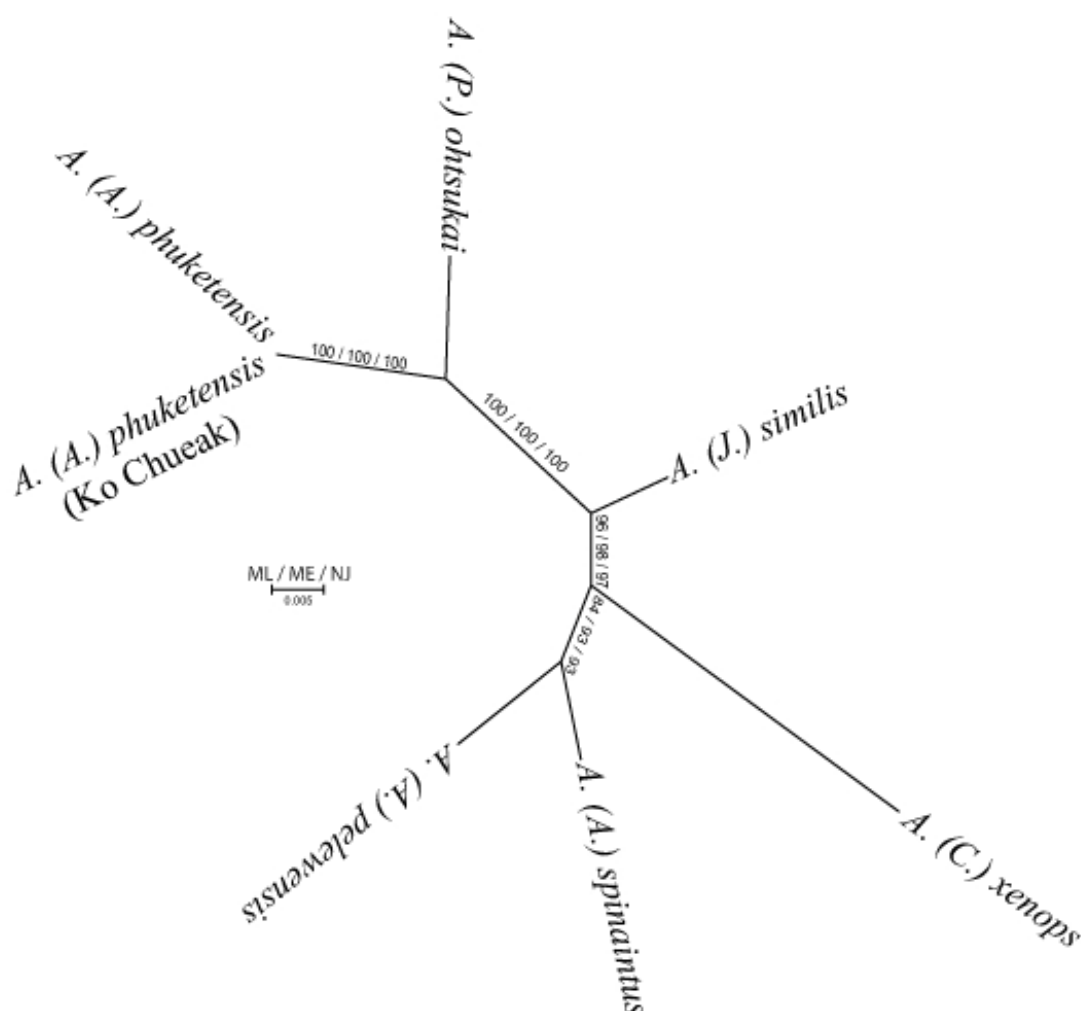 A. (P.) ohtsukai
A. (A.) phuketensis
100 / 100 / 100
A. (A.) phuketensis
(Ko Chueak)
100 / 100 / 100
A. (J.) similis
96 / 98 / 97
ML / ME / NJ
0.005
84 / 93 / 93
A. (A.) pelewensis
A. (A.) spinaintus
A. (C.) xenops